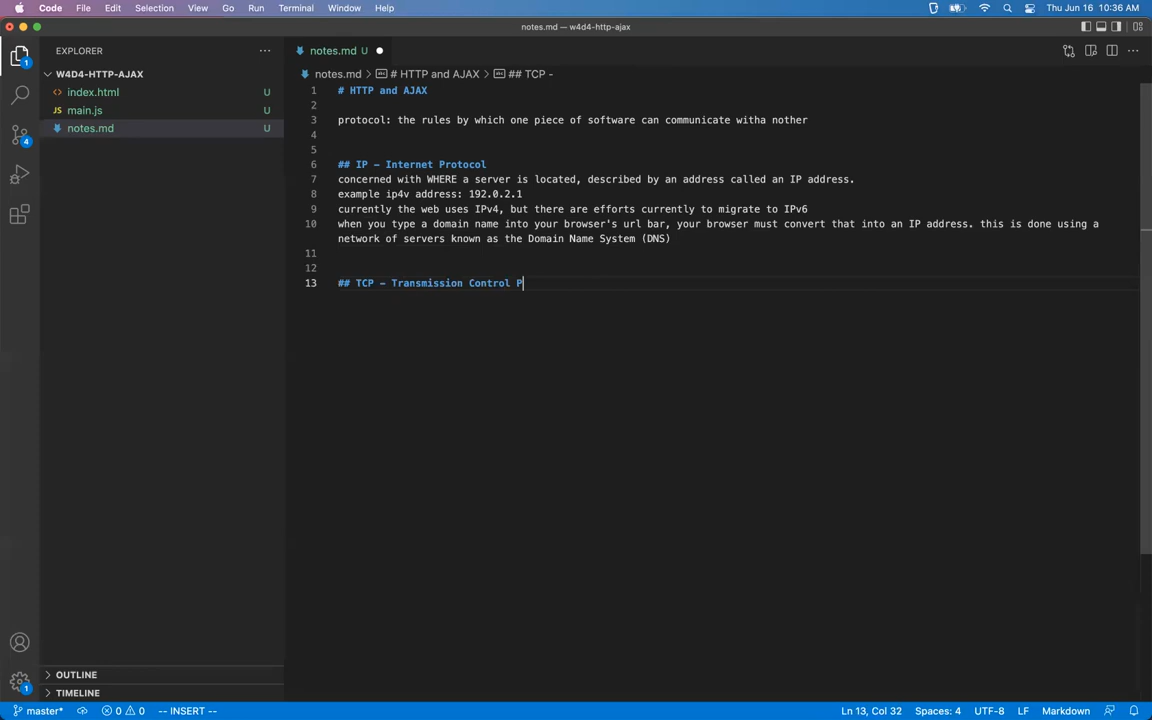 Code File Edit Selection View Go Run Terminal Window Help Thu Jun 16 10:36 AM
notes.md — w4d4-http-ajax
EXPLORER
notes.md U
1
W4D4-HTTP-AJAX
notes.md > # HTTP and AJAX > ## TCP -
index.html U
JS main.js U
notes.md U
4
1 # HTTP and AJAX
2
3 protocol: the rules by which one piece of software can communicate witha nother
4
5
6 ## IP - Internet Protocol
7 concerned with WHERE a server is located, described by an address called an IP address.
8 example ip4v address: 192.0.2.1
9 currently the web uses IPv4, but there are efforts currently to migrate to IPv6
10 when you type a domain name into your browser's url bar, your browser must convert that into an IP address. this is done using a
network of servers known as the Domain Name System (DNS)
11
12
13 ## TCP - Transmission Control P
OUTLINE
1
TIMELINE
master* 0 0 -- INSERT -- Ln 13, Col 32 Spaces: 4 UTF-8 LF Markdown